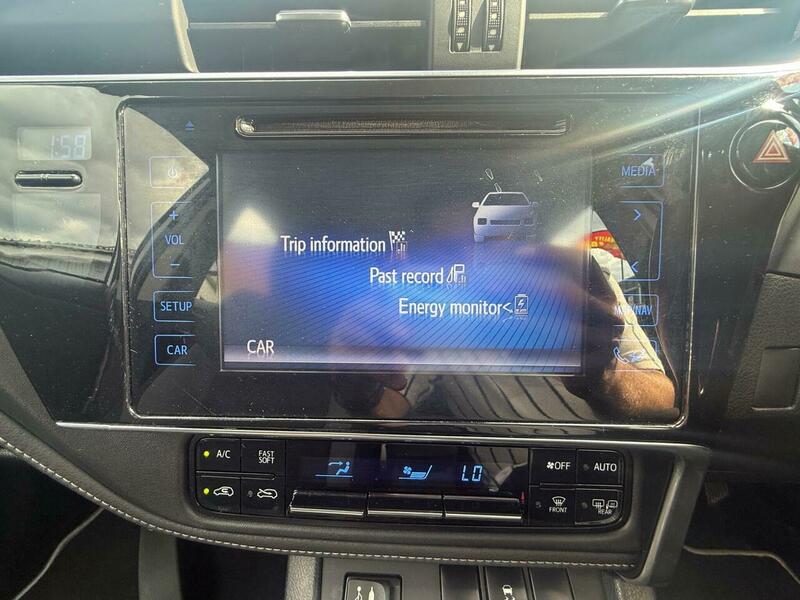 1:58
MEDIA
+
VOL
-
SETUP
CAR
Trip information
Past record
Energy monitor
CAR
A/C
FAST
SOFT
LO
OFF
AUTO
FRONT
REAR